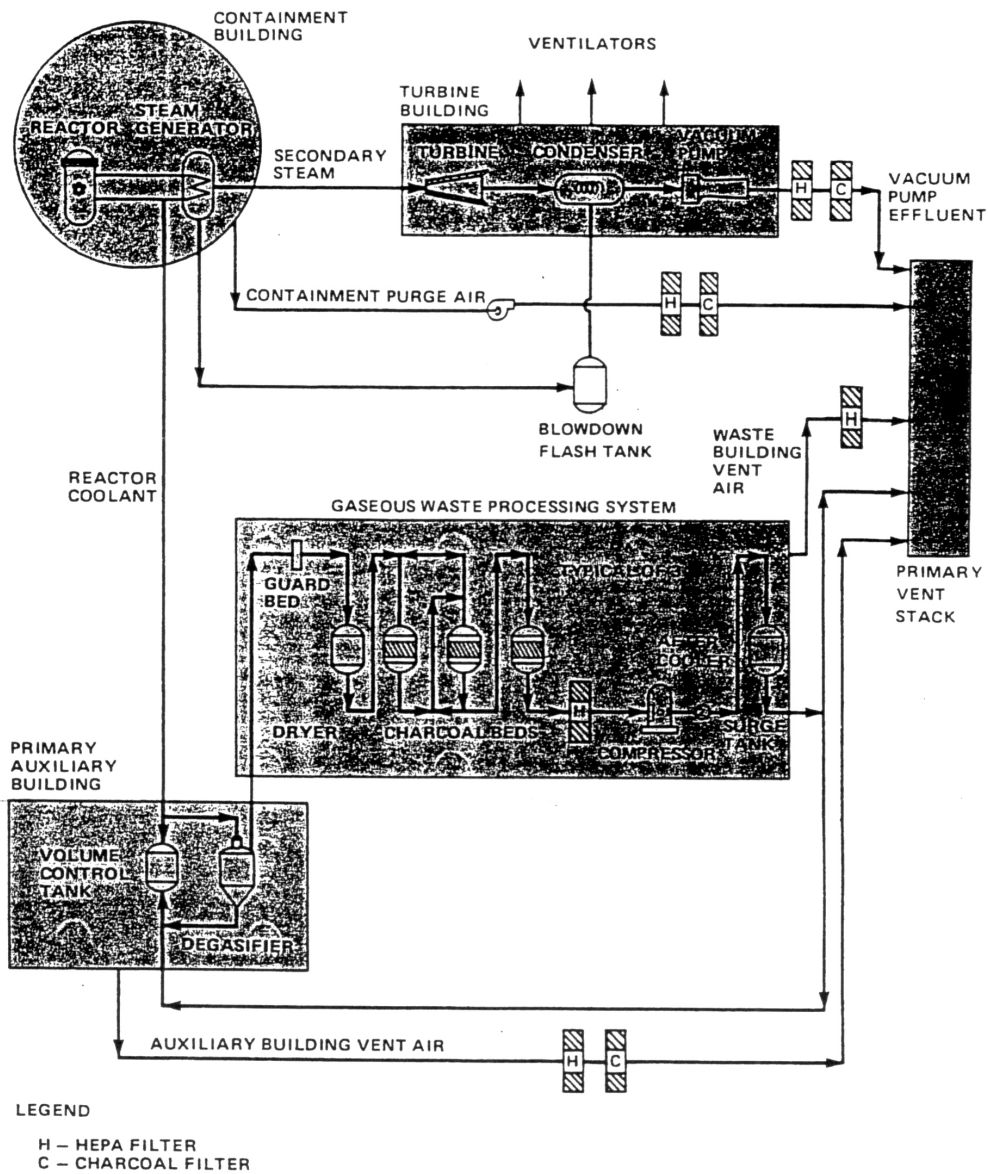 CONTAINMENT
BUILDING
VENTILATORS
TURBINE
BUILDING
STEAM
REACTOR
GENERATOR
SECONDARY
STEAM
VACUUM
TURBINE
CONDENSER
PUMP
H
C
VACUUM
PUMP
EFFLUENT
CONTAINMENT PURGE AIR
H
C
BLOWDOWN
FLASH TANK
WASTE
BUILDING
VENT
AIR
H
REACTOR
COOLANT
GASEOUS WASTE PROCESSING SYSTEM
GUARD
BED
TYPICAL OF 3
PRIMARY
VENT
STACK
AFTER
COOLER
H
DRYER
CHARCOAL BEDS
COMPRESSOR
SURGE
TANK
PRIMARY
AUXILIARY
BUILDING
VOLUME
CONTROL
TANK
DEGASIFIER
AUXILIARY BUILDING VENT AIR
H
C
LEGEND
H – HEPA FILTER
C – CHARCOAL FILTER